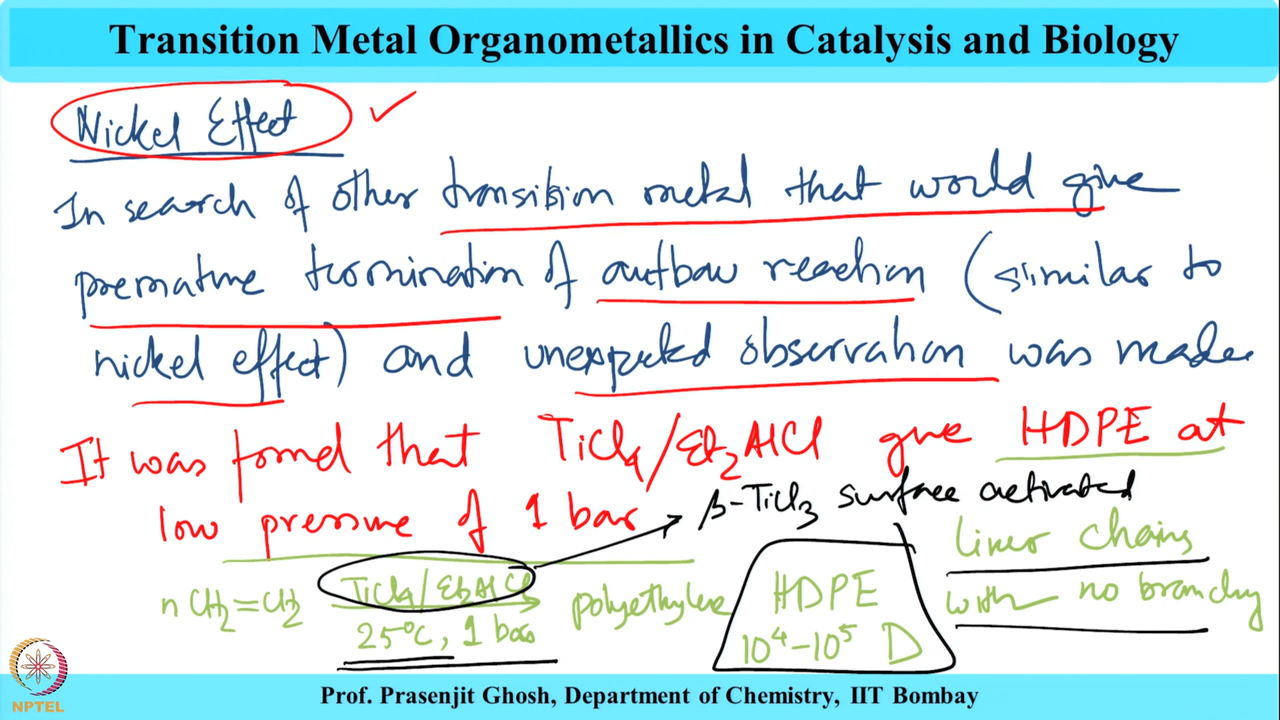 Transition Metal Organometallics in Catalysis and Biology
Nickel Effect ✓
In search of other transition metal that would give
premature termination of aufbau reaction (similar to
nickel effect) and unexpected observation was made
It was found that TiCl₄/Et₂AlCl give HDPE at
low pressure of 1 bar → β-TiCl₃ surface activated
n CH₂=CH₂ TiCl₄/Et₂AlCl polyethylene HDPE liner chains
25°C, 1 bar 10⁴-10⁵ D with no branching
NPTEL
Prof. Prasenjit Ghosh, Department of Chemistry, IIT Bombay